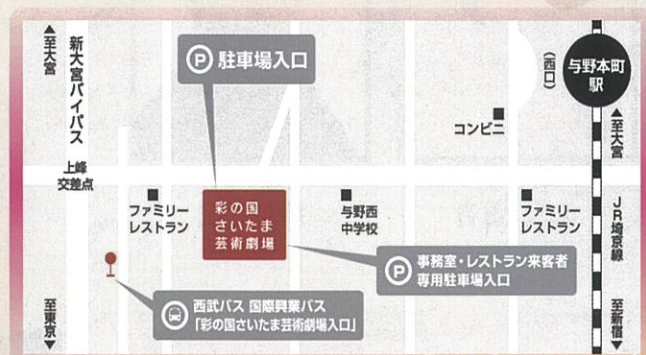 ▲至大宮
新大宮バイパス
上峰
交差点
至東京▼
P 駐車場入口
ファミリー
レストラン
彩の国
さいたま
芸術劇場
西武バス 国際興業バス
「彩の国さいたま芸術劇場入口」
与野西
中学校
コンビニ
P 事務室・レストラン来客者
専用駐車場入口
ファミリー
レストラン
(西口)
与野本町
駅
▲至大宮
JR埼京線
至新宿▼